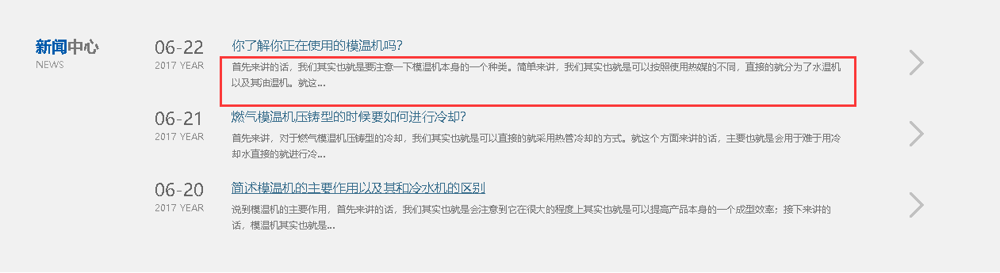 新闻中心
NEWS
06-22
2017 YEAR
你了解你正在使用的模温机吗？
首先来讲的话，我们其实也就是要注意一下模温机本身的一个种类。简单来讲，我们其实也就是可以按照使用热媒的不同，直接的就分为了水温机
以及其油温机。就这...
06-21
2017 YEAR
燃气模温机压铸型的时候要如何进行冷却？
首先来讲，对于燃气模温机压铸型的冷却，我们其实也就是可以直接的就采用热管冷却的方式。就这个方面来讲的话，主要也就是会用于难于用冷
却水直接的就进行冷...
06-20
2017 YEAR
简述模温机的主要作用以及其和冷水机的区别
说到模温机的主要作用，首先来讲的话，我们其实也就是会注意到它在很大的程度上其实也就是可以提高产品本身的一个成型效率；接下来讲的
话，模温机其实也就是...